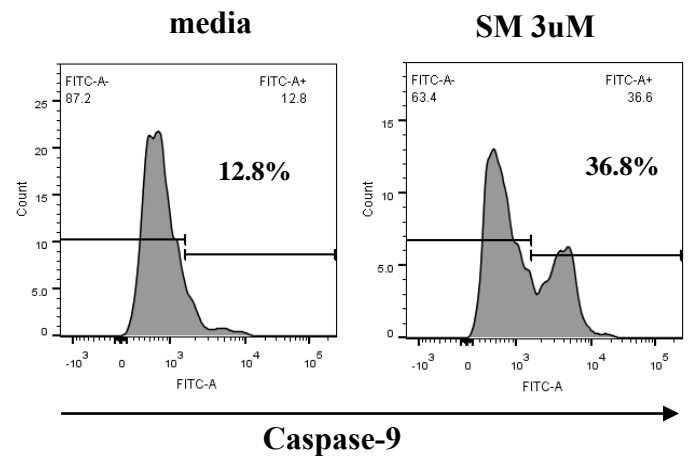 media
SM 3uM
FITC-A-
87.2
FITC-A+
12.8
12.8%
Count
25
20
15
10
5.0
0
-10^3
0
10^3
10^4
10^5
FITC-A
FITC-A-
63.4
FITC-A+
36.6
36.8%
Count
15
10
5.0
0
-10^3
0
10^3
10^4
10^5
FITC-A
Caspase-9